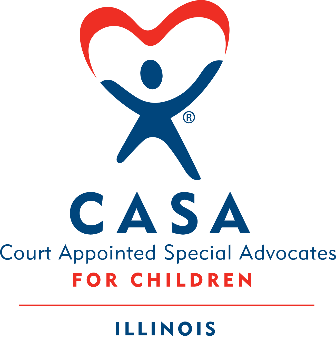 ®
CASA
Court Appointed Special Advocates
FOR CHILDREN
ILLINOIS